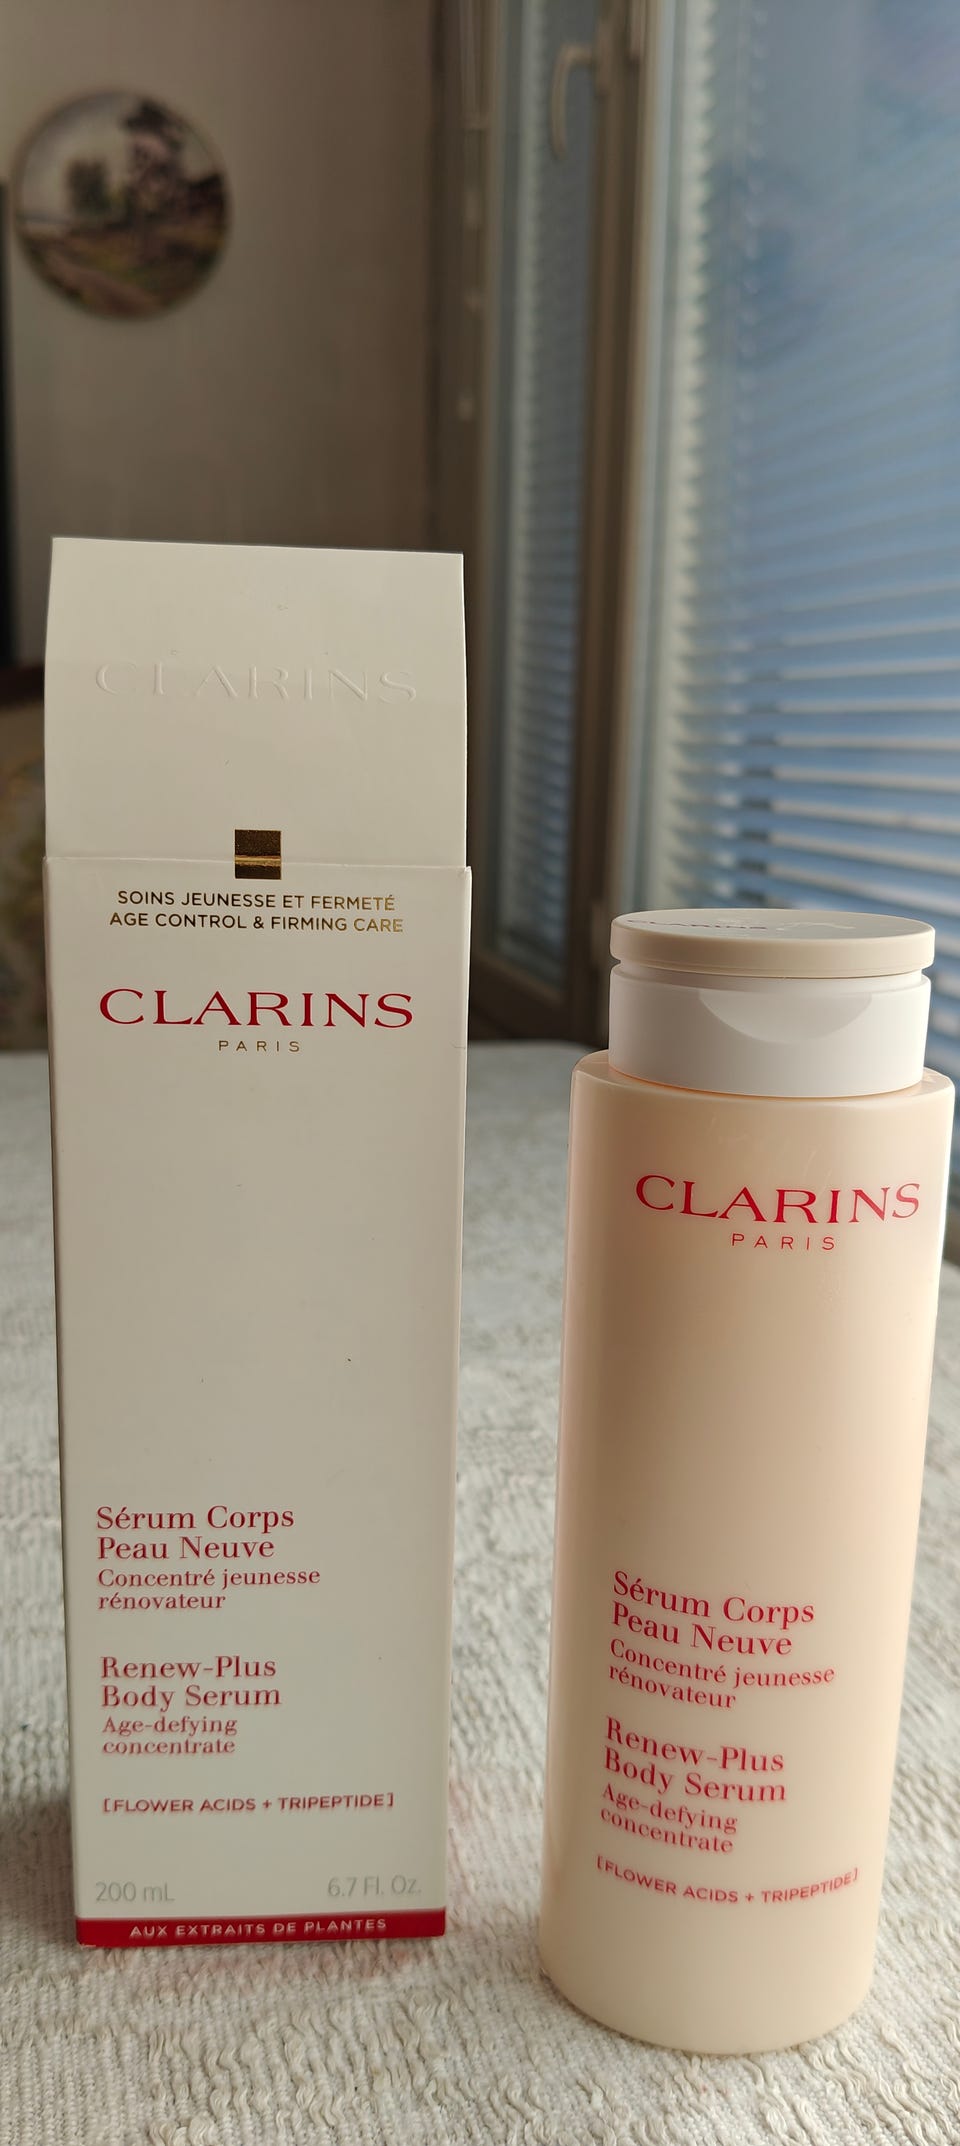 CLARINS
SOINS JEUNESSE ET FERMETÉ
AGE CONTROL & FIRMING CARE
CLARINS
PARIS
Sérum Corps
Peau Neuve
Concentré jeunesse
rénovateur
Renew-Plus
Body Serum
Age-defying
concentrate
[FLOWER ACIDS + TRIPEPTIDE]
200 mL 6.7 Fl. Oz.
AUX EXTRAITS DE PLANTES
CLARINS
CLARINS
PARIS
Sérum Corps
Peau Neuve
Concentré jeunesse
rénovateur
Renew-Plus
Body Serum
Age-defying
concentrate
[FLOWER ACIDS + TRIPEPTIDE]